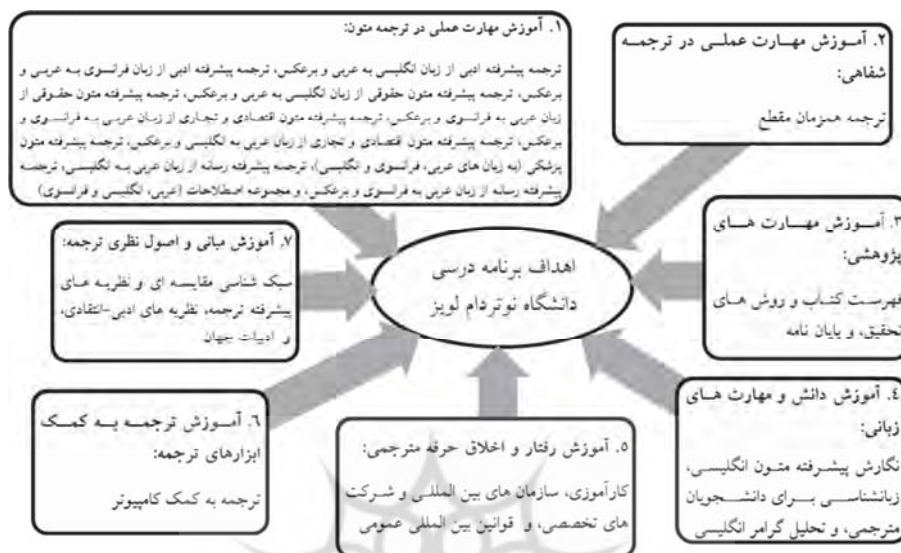 ۱. آموزش مهارت عملی در ترجمه متون:
ترجمه پیشرفته ادبی از زبان انگلیسی به عربی و برعکس، ترجمه پیشرفته ادبی از زبان فرانسوی به عربی و
برعکس، ترجمه پیشرفته متون حقوقی از زبان انگلیسی به عربی و برعکس، ترجمه پیشرفته متون حقوقی از
زبان عربی به فرانسوی و برعکس، ترجمه پیشرفته متون اقتصادی و تجاری از زبان عربی به فرانسوی و
برعکس، ترجمه پیشرفته متون اقتصادی و تجاری از زبان عربی به انگلیسی و برعکس، ترجمه پیشرفته متون
پزشکی (به زبان های عربی، فرانسوی و انگلیسی)، ترجمه پیشرفته رسانه از زبان عربی به انگلیسی، ترجمه
پیشرفته رسانه از زبان عربی به فرانسوی و برعکس، و مجموعه اصطلاحات (عربی، انگلیسی و فرانسوی)
۲. آموزش مهارت عملی در ترجمه
شفاهی:
ترجمه همزمان مقطع
۳. آموزش مهارت های
پژوهشی:
فهرست کتاب و روش های
تحقیق، و پایان نامه
۴. آموزش دانش و مهارت های
زبانی:
نگارش پیشرفته متون انگلیسی،
زبانشناسی برای دانشجویان
مترجمی، و تحلیل گرامر انگلیسی
۵. آموزش رفتار و اخلاق حرفه مترجمی:
کارآموزی، سازمان های بین المللی و شرکت
های تخصصی، و قوانین بین المللی عمومی
۶. آموزش ترجمه به کمک
ابزارهای ترجمه:
ترجمه به کمک کامپیوتر
۷. آموزش مبانی و اصول نظری ترجمه:
سبک شناسی مقایسه ای و نظریه های
پیشرفته ترجمه، نظریه های ادبی-انتقادی،
و ادبیات جهان
اهداف برنامه درسی
دانشگاه نوتردام لویز